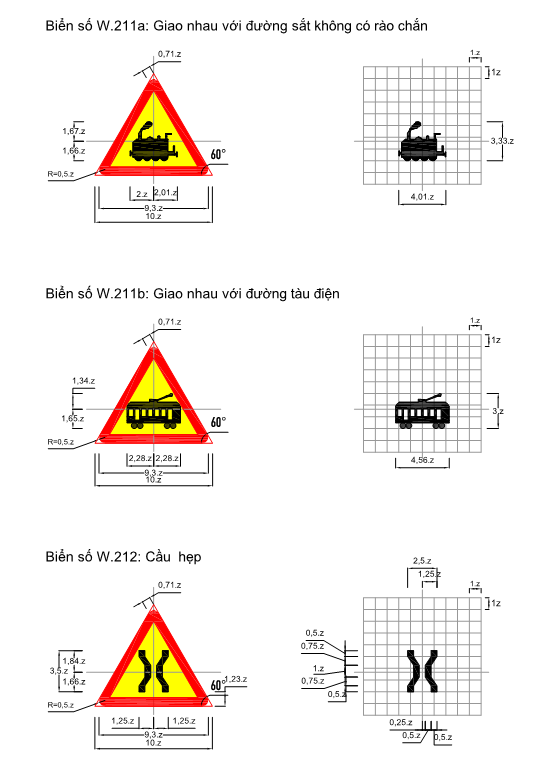 Biển số W.211a: Giao nhau với đường sắt không có rào chắn
0,71.z
1.z
1z
1,67.z
1,66.z
3,33.z
60°
R=0,5.z
2.z 2,01.z
4,01.z
9,3.z
10.z
Biển số W.211b: Giao nhau với đường tàu điện
0,71.z
1.z
1z
1,34.z
1,65.z
3.z
60°
R=0,5.z
2,28.z 2,28.z
4,56.z
9,3.z
10.z
Biển số W.212: Cầu hẹp
2,5.z
0,71.z
1,25.z
1.z
1z
0,5.z
0,75.z
1,84.z
3,5.z
1.z
1,66.z
0,75.z
60°
1,23.z
0,5.z
R=0,5.z
1,25.z 1,25.z
0,25.z
9,3.z
0,5.z
0,5.z
10.z